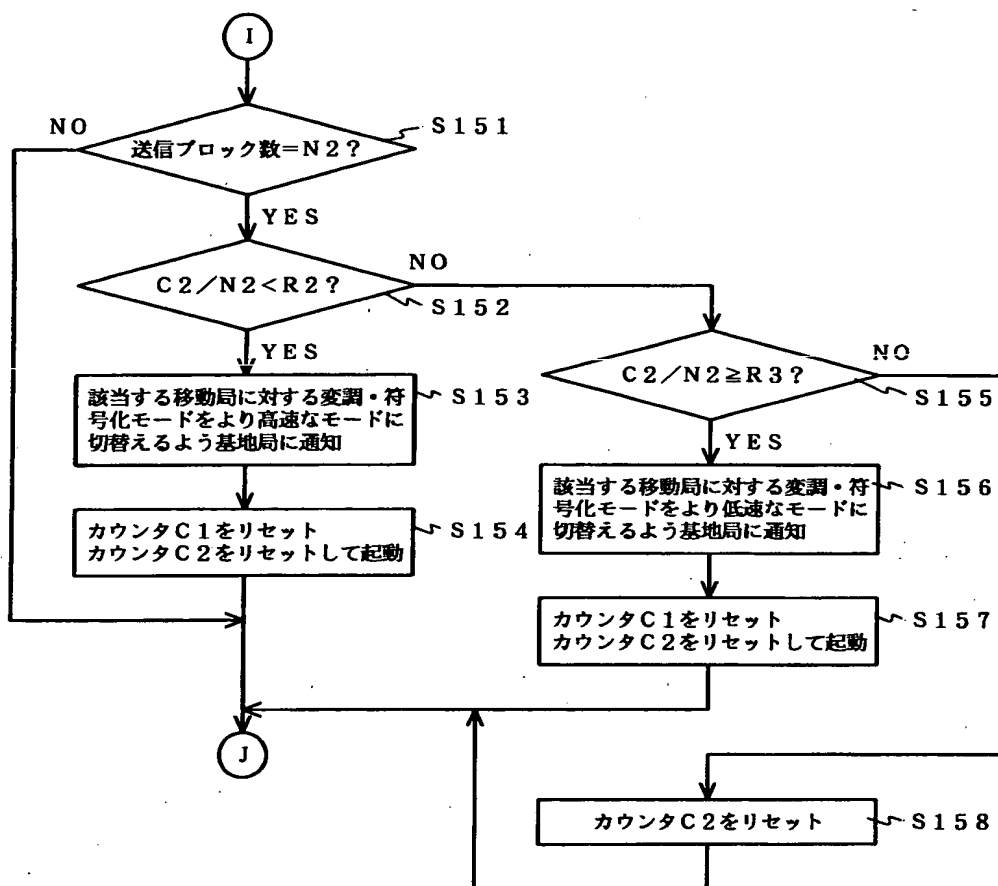 I
NO
送信ブロック数=N2?
S151
YES
C2/N2<R2?
NO
S152
YES
C2/N2≧R3?
NO
S155
該当する移動局に対する変調・符
号化モードをより高速なモードに
切替えるよう基地局に通知
S153
YES
該当する移動局に対する変調・符
号化モードをより低速なモードに
切替えるよう基地局に通知
S156
カウンタC1をリセット
カウンタC2をリセットして起動
S154
カウンタC1をリセット
カウンタC2をリセットして起動
S157
J
カウンタC2をリセット
S158